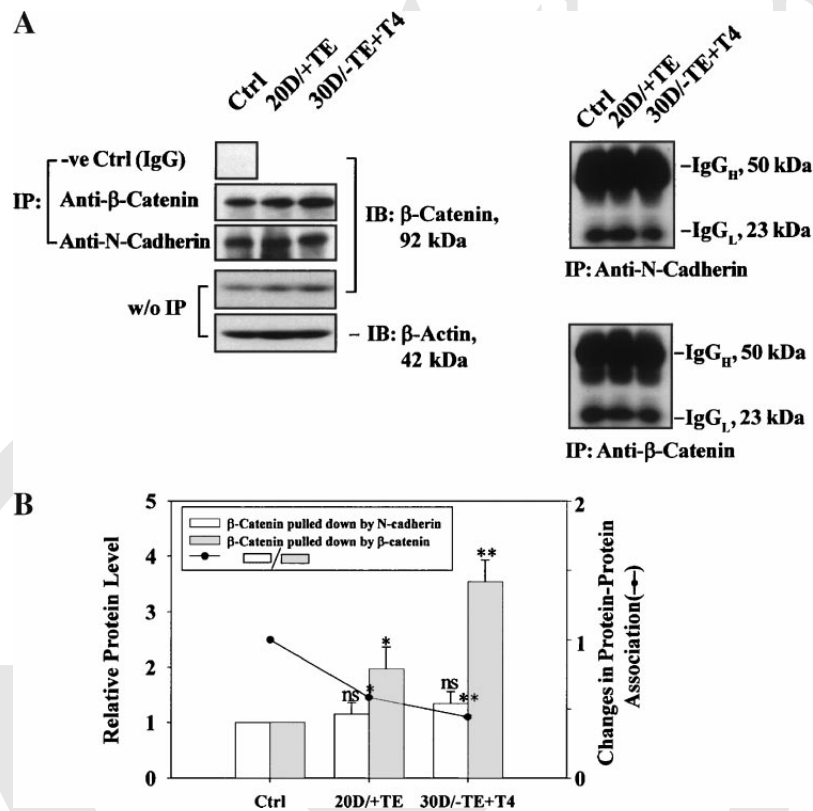 A
Ctrl
20D/+TE
30D/-TE+T4
-ve Ctrl (IgG)
IP:
Anti-β-Catenin
Anti-N-Cadherin
IB: β-Catenin,
92 kDa
w/o IP
– IB: β-Actin,
42 kDa
Ctrl
20D/+TE
30D/-TE+T4
–IgG_H, 50 kDa
–IgG_L, 23 kDa
IP: Anti-N-Cadherin
–IgG_H, 50 kDa
–IgG_L, 23 kDa
IP: Anti-β-Catenin
B
Relative Protein Level
5
4
3
2
1
0
β-Catenin pulled down by N-cadherin
β-Catenin pulled down by β-catenin
/
ns
*
*
ns
**
**
2
1
0
Changes in Protein-Protein
Association(–●–)
Ctrl
20D/+TE
30D/-TE+T4